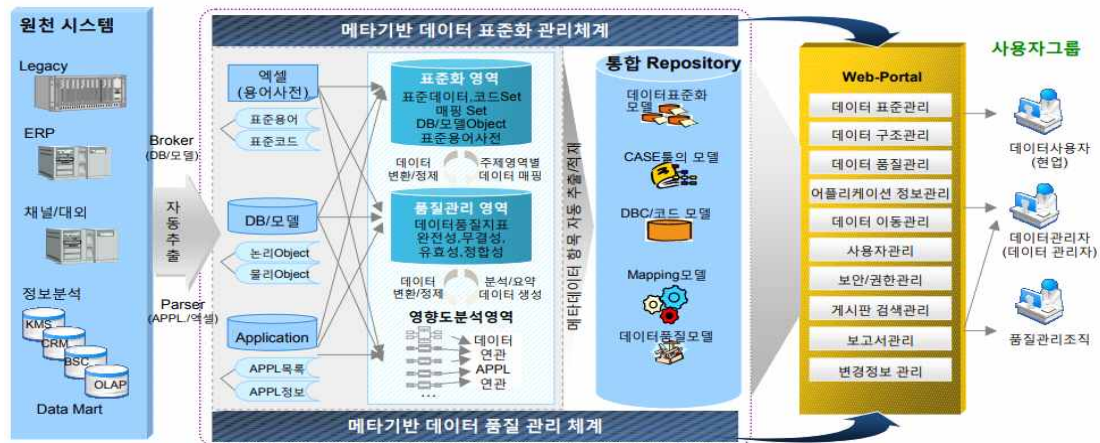 원천 시스템
Legacy
ERP
채널/대외
정보분석
KMS
CRM
BSC
OLAP
Data Mart
Broker
(DB/모델)
자
동
추
출
Parser
(APPL./엑셀)
메타기반 데이터 표준화 관리체계
엑셀
(용어사전)
표준용어
표준코드
DB/모델
논리Object
물리Object
Application
APPL목록
APPL정보
표준화 영역
표준데이터,코드Set
매핑 Set
DB/모델Object
표준용어사전
데이터
변환/정제
주제영역별
데이터 매핑
품질관리 영역
데이터품질지표
완전성,무결성,
유효성,정합성
데이터
변환/정제
분석/요약
데이터 생성
영향도분석영역
데이터
연관
APPL
연관
...
메타데이터 항목 자동 추출/적재
통합 Repository
데이터표준화
모델
CASE툴의 모델
DBC/코드 모델
Mapping모델
데이터품질모델
메타기반 데이터 품질 관리 체계
Web-Portal
데이터 표준관리
데이터 구조관리
데이터 품질관리
어플리케이션 정보관리
데이터 이동관리
사용자관리
보안/권한관리
게시판 검색관리
보고서관리
변경정보 관리
사용자그룹
데이터사용자
(현업)
데이터관리자
(데이터 관리자)
품질관리조직